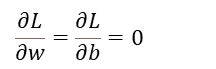 ∂L/∂w = ∂L/∂b = 0